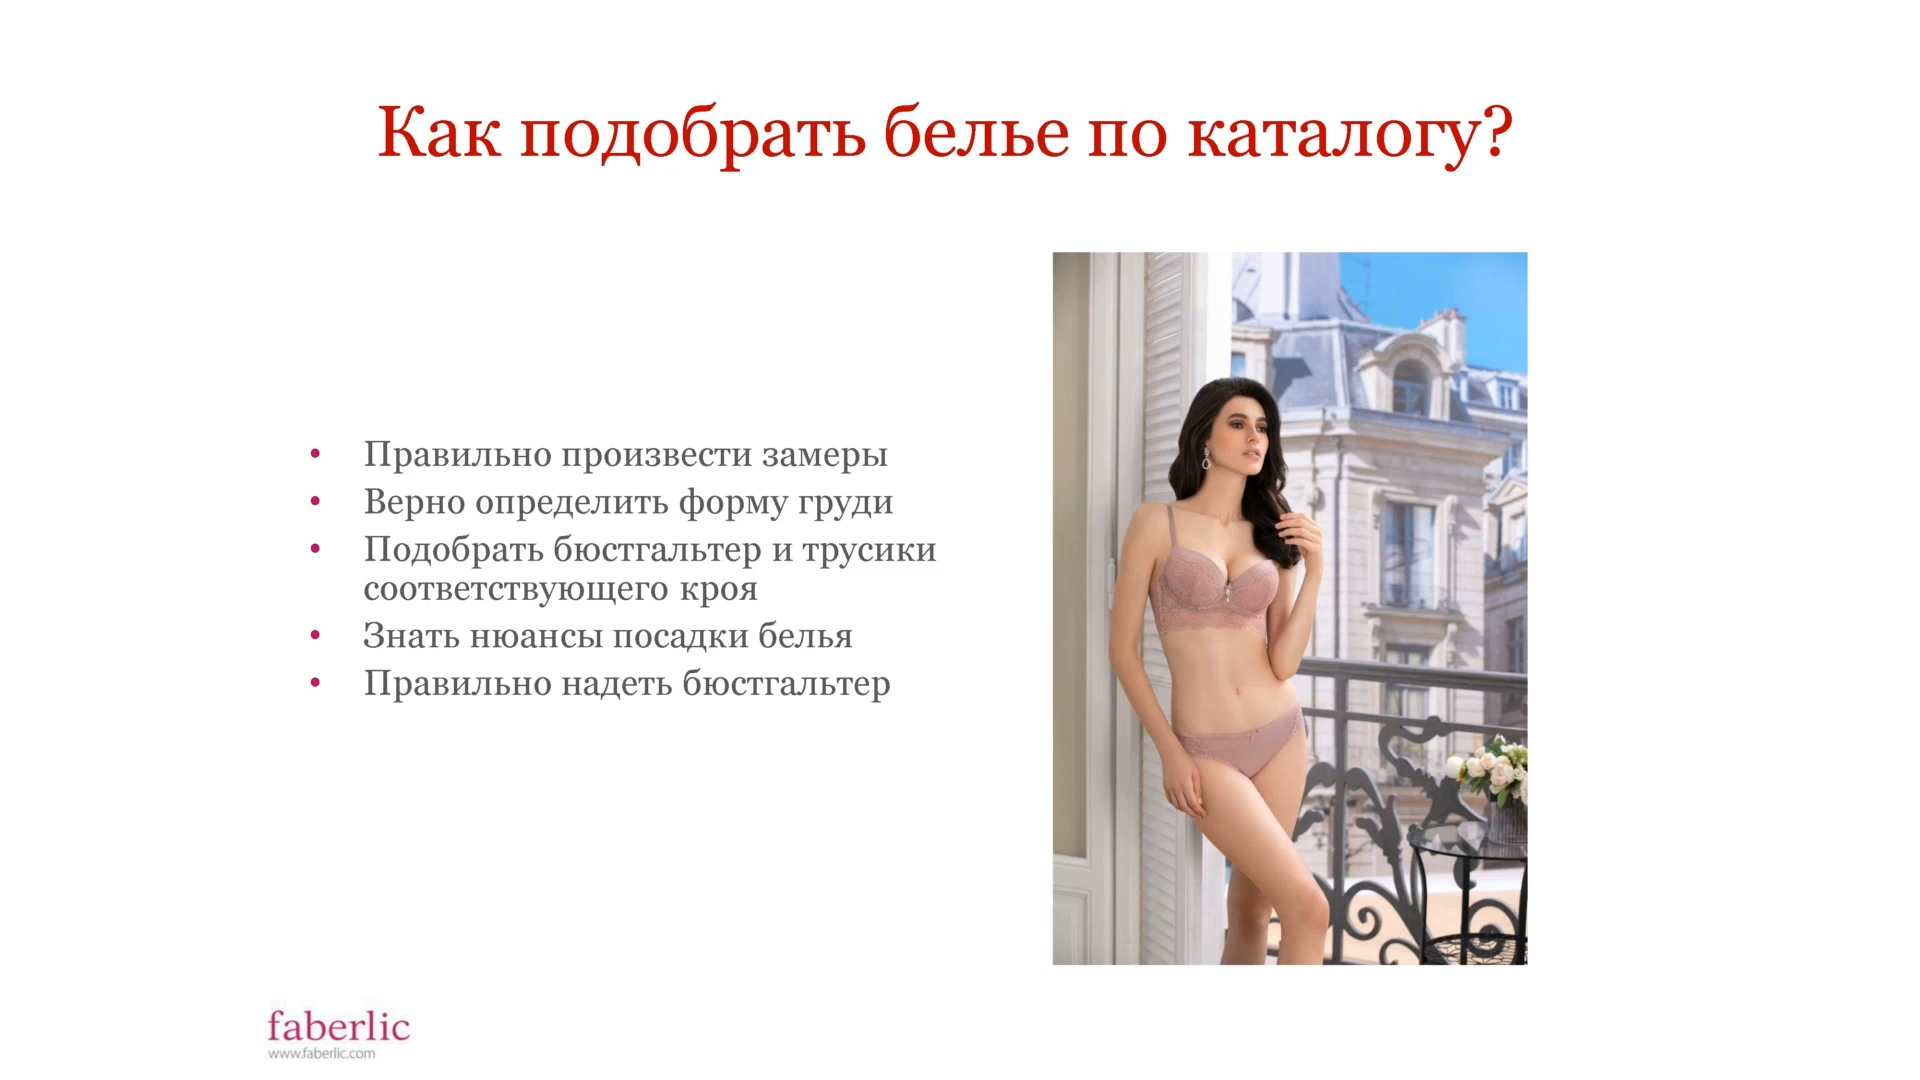 Как подобрать белье по каталогу?
• Правильно произвести замеры
• Верно определить форму груди
• Подобрать бюстгальтер и трусики
соответствующего кроя
• Знать нюансы посадки белья
• Правильно надеть бюстгальтер
faberlic
www.faberlic.com